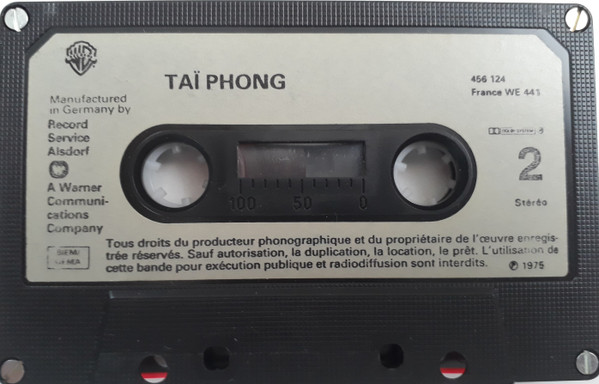 TAÏ PHONG
456 124
France WE 441
Manufactured
in Germany by
Record
Service
Alsdorf
A Warner
Communi-
cations
Company
100 50 0
DOLBY SYSTEM
2
Stéréo
Tous droits du producteur phonographique et du propriétaire de l'œuvre enregis-
trée réservés. Sauf autorisation, la duplication, la location, le prêt. L'utilisation de
cette bande pour exécution publique et radiodiffusion sont interdits.
℗ 1975